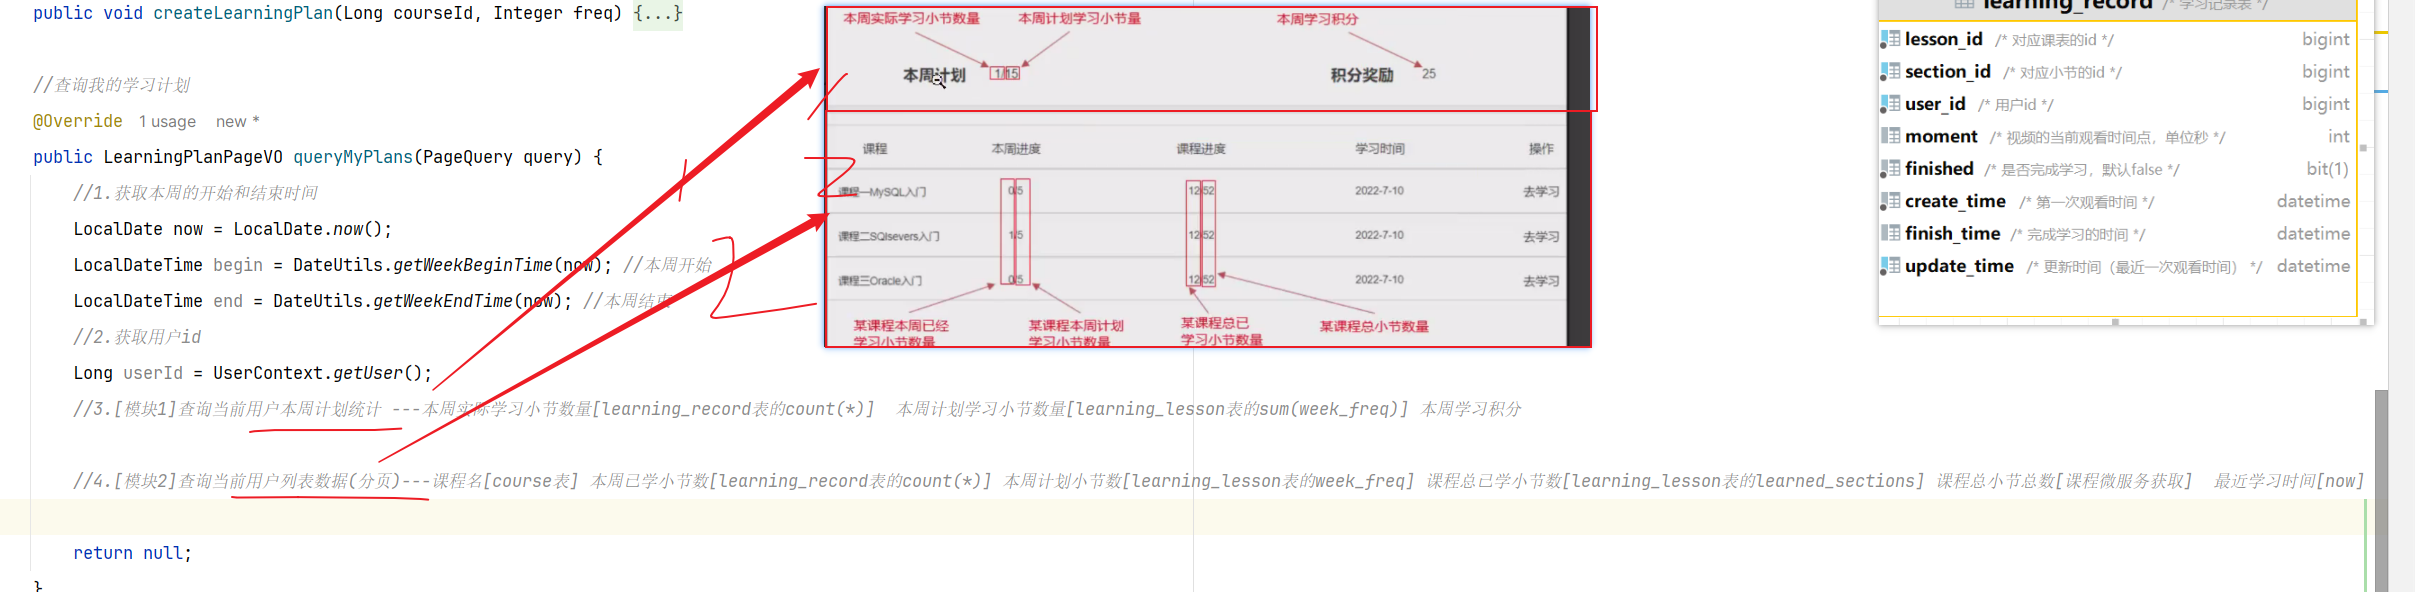 public void createLearningPlan(Long courseId, Integer freq) {...}
//查询我的学习计划
@Override 1 usage new *
public LearningPlanPageVO queryMyPlans(PageQuery query) {
//1.获取本周的开始和结束时间
LocalDate now = LocalDate.now();
LocalDateTime begin = DateUtils.getWeekBeginTime(now); //本周开始
LocalDateTime end = DateUtils.getWeekEndTime(now); //本周结束
//2.获取用户id
Long userId = UserContext.getUser();
//3.[模块1]查询当前用户本周计划统计 ---本周实际学习小节数量[learning_record表的count(*)] 本周计划学习小节数量[learning_lesson表的sum(week_freq)] 本周学习积分
//4.[模块2]查询当前用户列表数据(分页)---课程名[course表] 本周已学小节数[learning_record表的count(*)] 本周计划小节数[learning_lesson表的week_freq] 课程总已学小节数[learning_lesson表的learned_sections] 课程总小节总数[课程微服务获取] 最近学习时间[now]
return null;
}
本周实际学习小节数量 本周计划学习小节量 本周学习积分
本周计划 1/15 积分奖励 25
课程 本周进度 课程进度 学习时间 操作
课程一MySQL入门 0/5 12/52 2022-7-10 去学习
课程二SQlsevers入门 1/5 12/52 2022-7-10 去学习
课程三Oracle入门 0/5 12/52 2022-7-10 去学习
某课程本周已经 某课程本周计划 某课程总已 某课程总小节数量
学习小节数量 学习小节数量 学习小节数量
learning_record /* 学习记录表 */
lesson_id /* 对应课表的id */ bigint
section_id /* 对应小节的id */ bigint
user_id /* 用户id */ bigint
moment /* 视频的当前观看时间点，单位秒 */ int
finished /* 是否完成学习，默认false */ bit(1)
create_time /* 第一次观看时间 */ datetime
finish_time /* 完成学习的时间 */ datetime
update_time /* 更新时间（最近一次观看时间） */ datetime